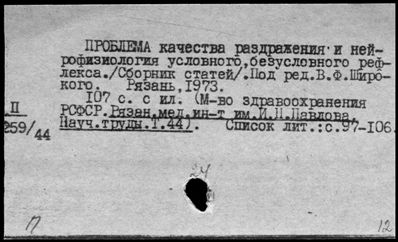 ПРОБЛЕМА качества раздражения и ней-
рофизиология условного,безусловного реф-
лекса./Сборник статей/.Под ред.В.Ф.Широ-
кого. Рязань,1973.
107 с. с ил. (М-во здравоохранения
РСФСР.Рязан.мед.ин-т им.И.П.Павлова.
Науч.труды.Т.44). Список лит.:с.97-106.
II
259/44
17
12